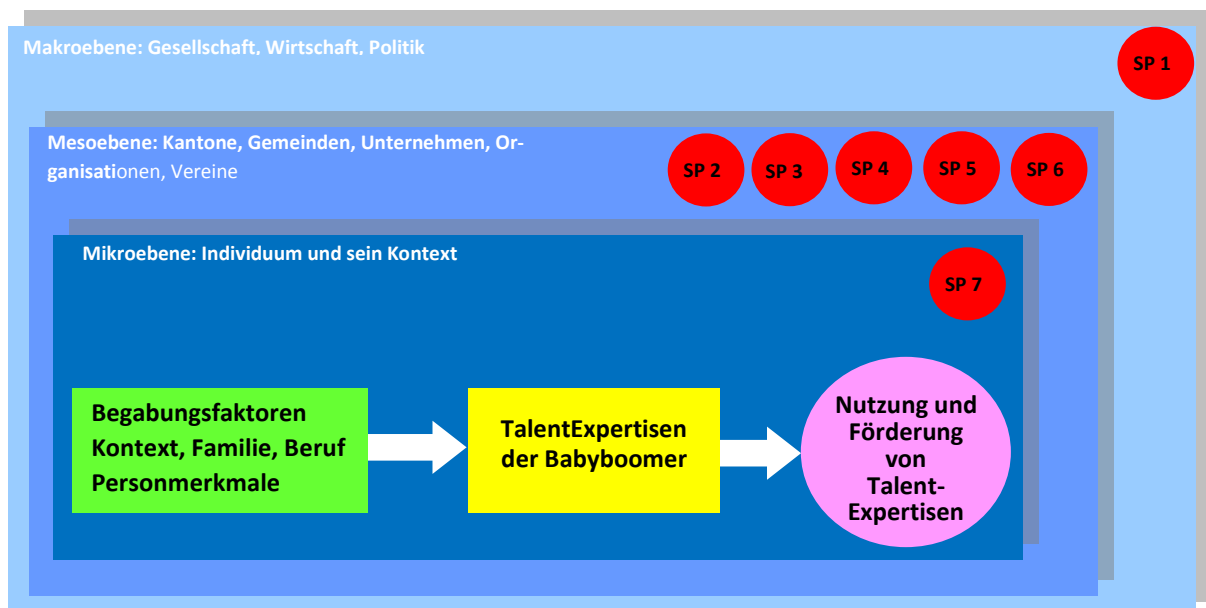 Makroebene: Gesellschaft, Wirtschaft, Politik
SP 1
Mesoebene: Kantone, Gemeinden, Unternehmen, Or-
ganisationen, Vereine
SP 2
SP 3
SP 4
SP 5
SP 6
Mikroebene: Individuum und sein Kontext
SP 7
Begabungsfaktoren
Kontext, Familie, Beruf
Personmerkmale
TalentExpertisen
der Babyboomer
Nutzung und
Förderung
von
Talent-
Expertisen